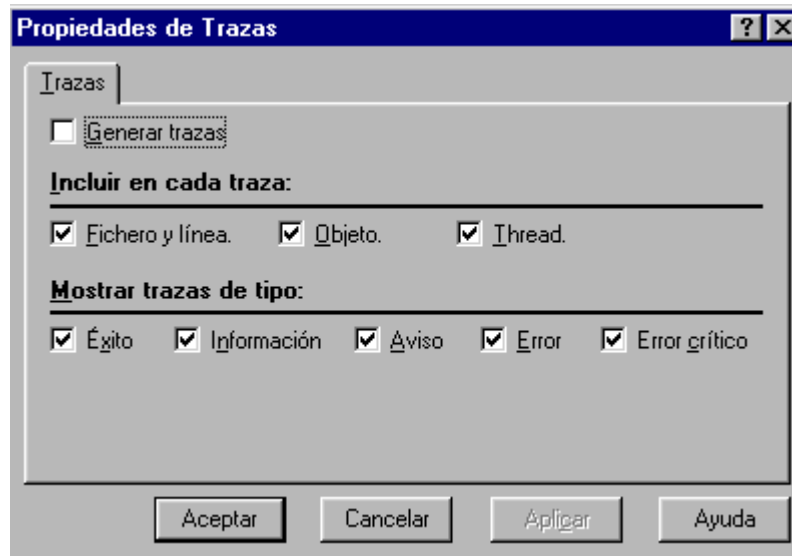 Propiedades de Trazas
Trazas
Generar trazas
Incluir en cada traza:
Fichero y línea. Objeto. Thread.
Mostrar trazas de tipo:
Éxito Información Aviso Error Error crítico
Aceptar Cancelar Aplicar Ayuda